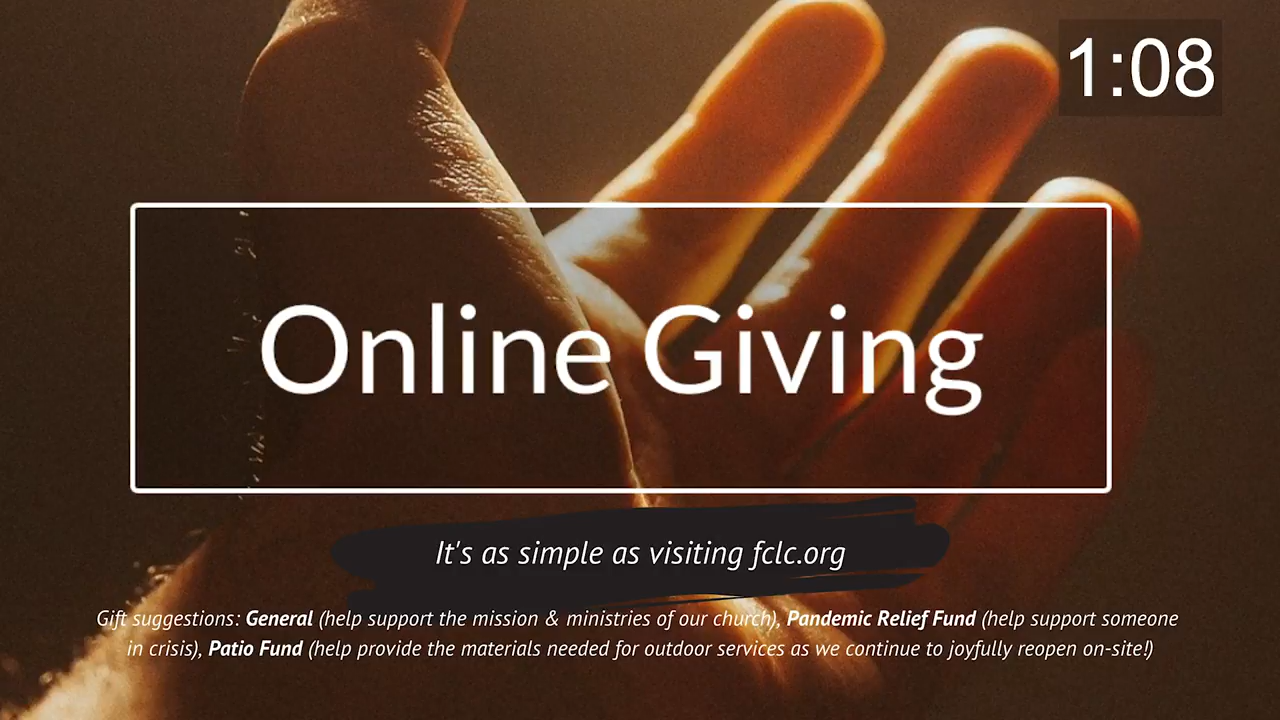 1:08
Online Giving
It's as simple as visiting fclc.org
Gift suggestions: General (help support the mission & ministries of our church), Pandemic Relief Fund (help support someone
in crisis), Patio Fund (help provide the materials needed for outdoor services as we continue to joyfully reopen on-site!)